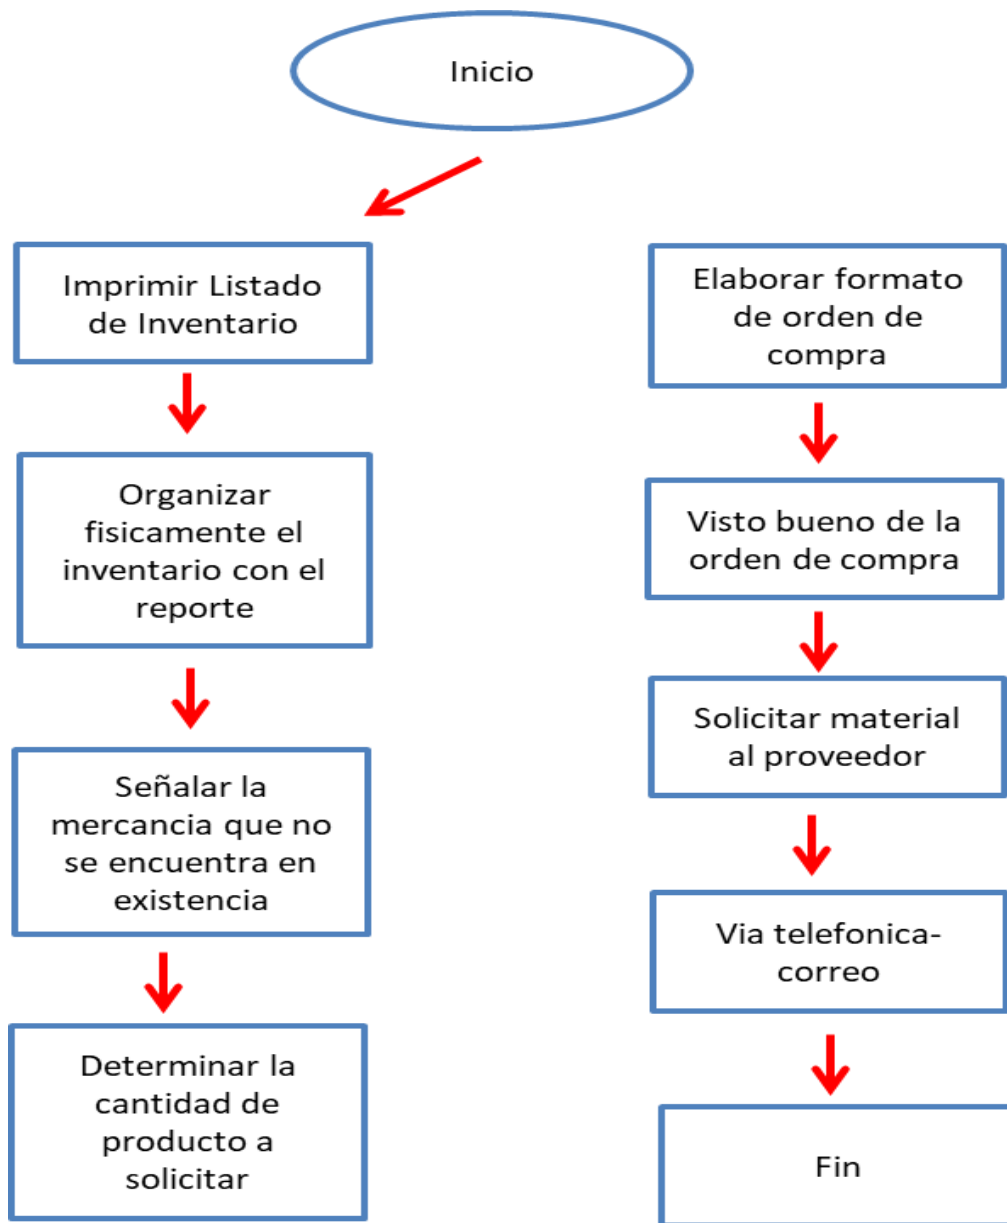 Inicio
Imprimir Listado
de Inventario
Organizar
fisicamente el
inventario con el
reporte
Señalar la
mercancia que no
se encuentra en
existencia
Determinar la
cantidad de
producto a
solicitar
Elaborar formato
de orden de
compra
Visto bueno de la
orden de compra
Solicitar material
al proveedor
Via telefonica-
correo
Fin